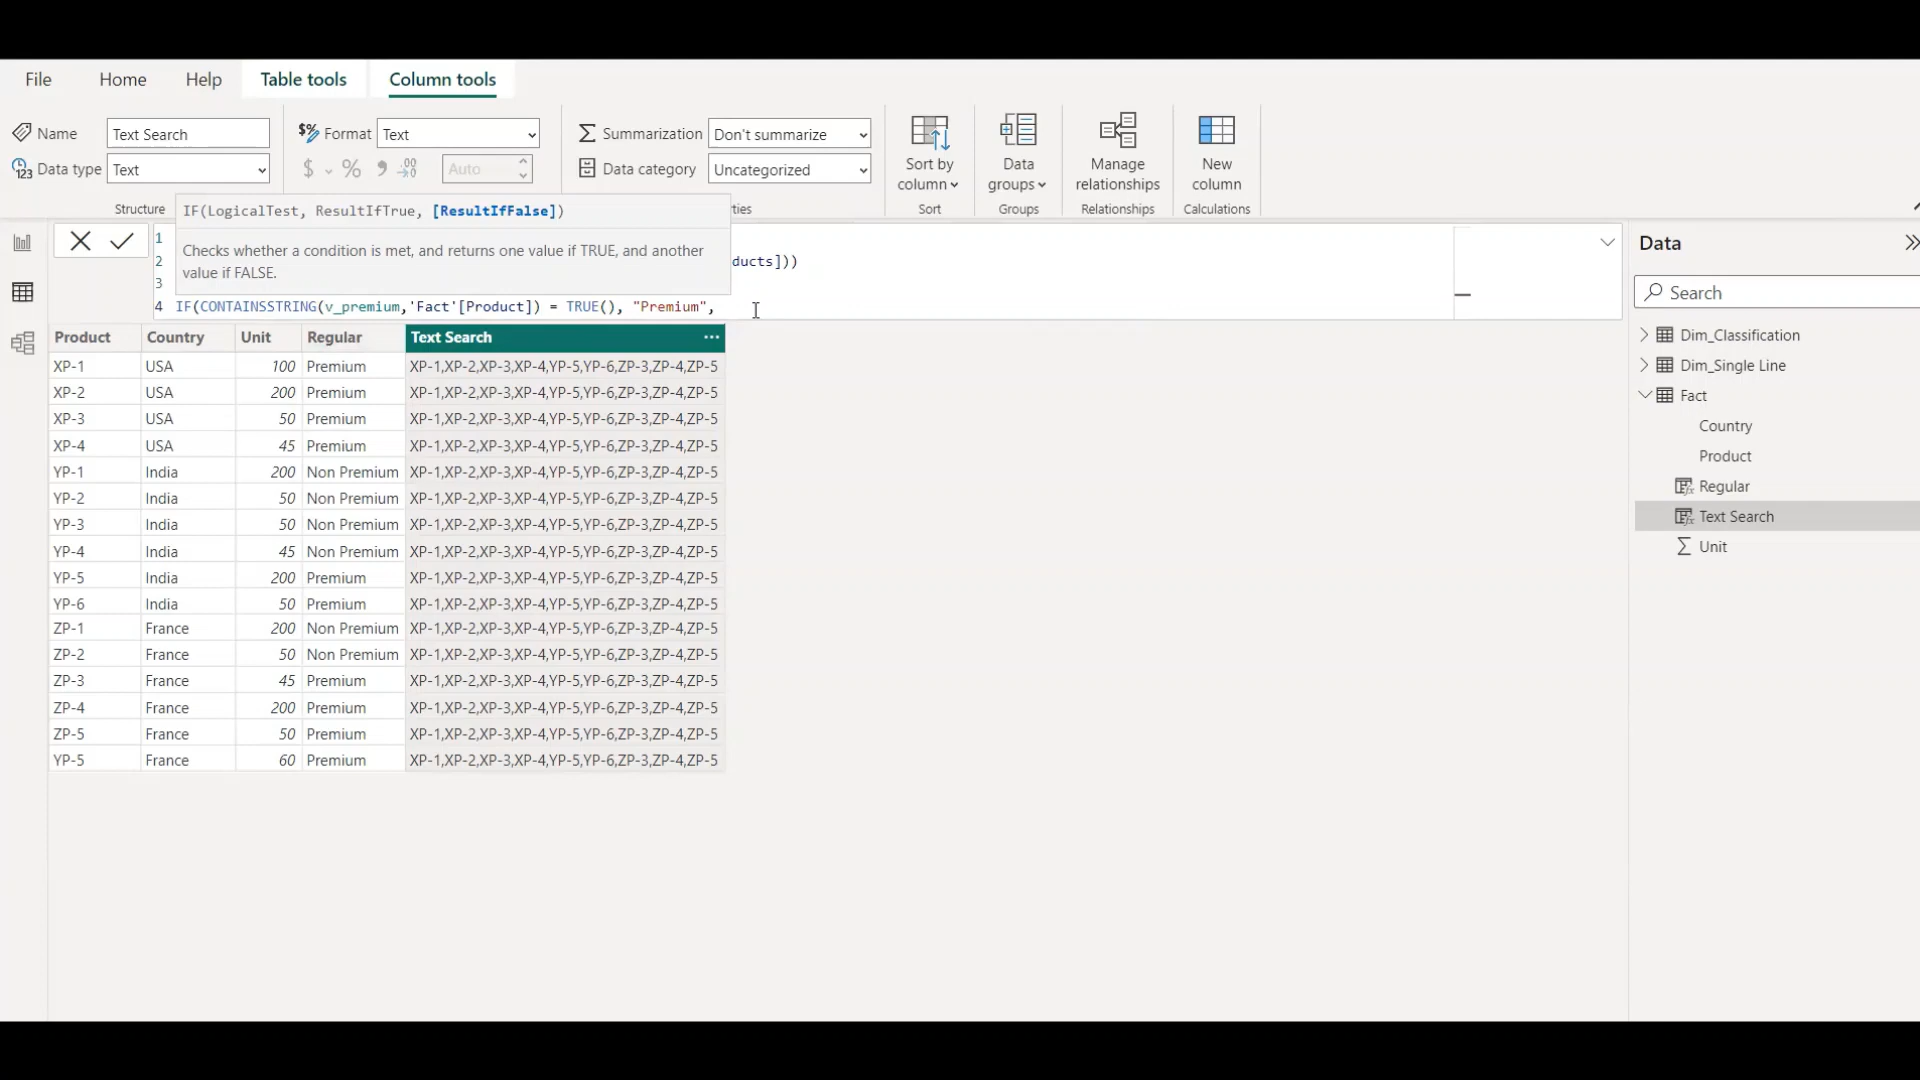 File Home Help Table tools Column tools
Name Text Search $% Format Text Summarization Don't summarize
Data type Text $ % Auto Data category Uncategorized
Sort by column
Data groups
Manage relationships
New column
Structure ties Sort Groups Relationships Calculations
IF(LogicalTest, ResultIfTrue, [ResultIfFalse])
Checks whether a condition is met, and returns one value if TRUE, and another
value if FALSE.
1
2 ducts]))
3
4 IF(CONTAINSSTRING(v_premium,'Fact'[Product]) = TRUE(), "Premium",
Product Country Unit Regular Text Search ...
XP-1 USA 100 Premium XP-1,XP-2,XP-3,XP-4,YP-5,YP-6,ZP-3,ZP-4,ZP-5
XP-2 USA 200 Premium XP-1,XP-2,XP-3,XP-4,YP-5,YP-6,ZP-3,ZP-4,ZP-5
XP-3 USA 50 Premium XP-1,XP-2,XP-3,XP-4,YP-5,YP-6,ZP-3,ZP-4,ZP-5
XP-4 USA 45 Premium XP-1,XP-2,XP-3,XP-4,YP-5,YP-6,ZP-3,ZP-4,ZP-5
YP-1 India 200 Non Premium XP-1,XP-2,XP-3,XP-4,YP-5,YP-6,ZP-3,ZP-4,ZP-5
YP-2 India 50 Non Premium XP-1,XP-2,XP-3,XP-4,YP-5,YP-6,ZP-3,ZP-4,ZP-5
YP-3 India 50 Non Premium XP-1,XP-2,XP-3,XP-4,YP-5,YP-6,ZP-3,ZP-4,ZP-5
YP-4 India 45 Non Premium XP-1,XP-2,XP-3,XP-4,YP-5,YP-6,ZP-3,ZP-4,ZP-5
YP-5 India 200 Premium XP-1,XP-2,XP-3,XP-4,YP-5,YP-6,ZP-3,ZP-4,ZP-5
YP-6 India 50 Premium XP-1,XP-2,XP-3,XP-4,YP-5,YP-6,ZP-3,ZP-4,ZP-5
ZP-1 France 200 Non Premium XP-1,XP-2,XP-3,XP-4,YP-5,YP-6,ZP-3,ZP-4,ZP-5
ZP-2 France 50 Non Premium XP-1,XP-2,XP-3,XP-4,YP-5,YP-6,ZP-3,ZP-4,ZP-5
ZP-3 France 45 Premium XP-1,XP-2,XP-3,XP-4,YP-5,YP-6,ZP-3,ZP-4,ZP-5
ZP-4 France 200 Premium XP-1,XP-2,XP-3,XP-4,YP-5,YP-6,ZP-3,ZP-4,ZP-5
ZP-5 France 50 Premium XP-1,XP-2,XP-3,XP-4,YP-5,YP-6,ZP-3,ZP-4,ZP-5
YP-5 France 60 Premium XP-1,XP-2,XP-3,XP-4,YP-5,YP-6,ZP-3,ZP-4,ZP-5
Data
Search
Dim_Classification
Dim_Single Line
Fact
Country
Product
Regular
Text Search
Unit